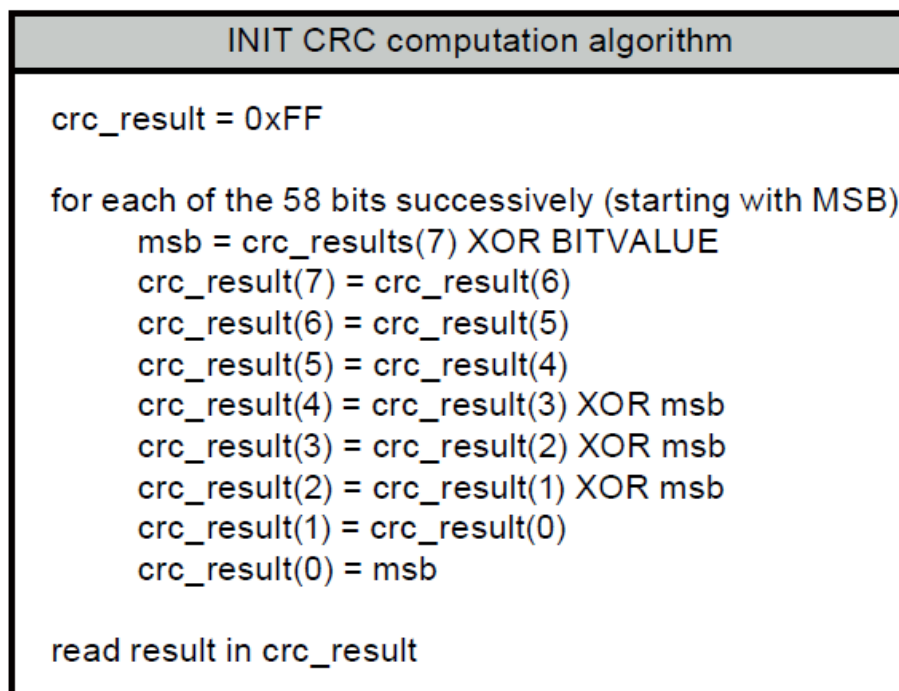 INIT CRC computation algorithm
crc_result = 0xFF
for each of the 58 bits successively (starting with MSB)
msb = crc_results(7) XOR BITVALUE
crc_result(7) = crc_result(6)
crc_result(6) = crc_result(5)
crc_result(5) = crc_result(4)
crc_result(4) = crc_result(3) XOR msb
crc_result(3) = crc_result(2) XOR msb
crc_result(2) = crc_result(1) XOR msb
crc_result(1) = crc_result(0)
crc_result(0) = msb
read result in crc_result